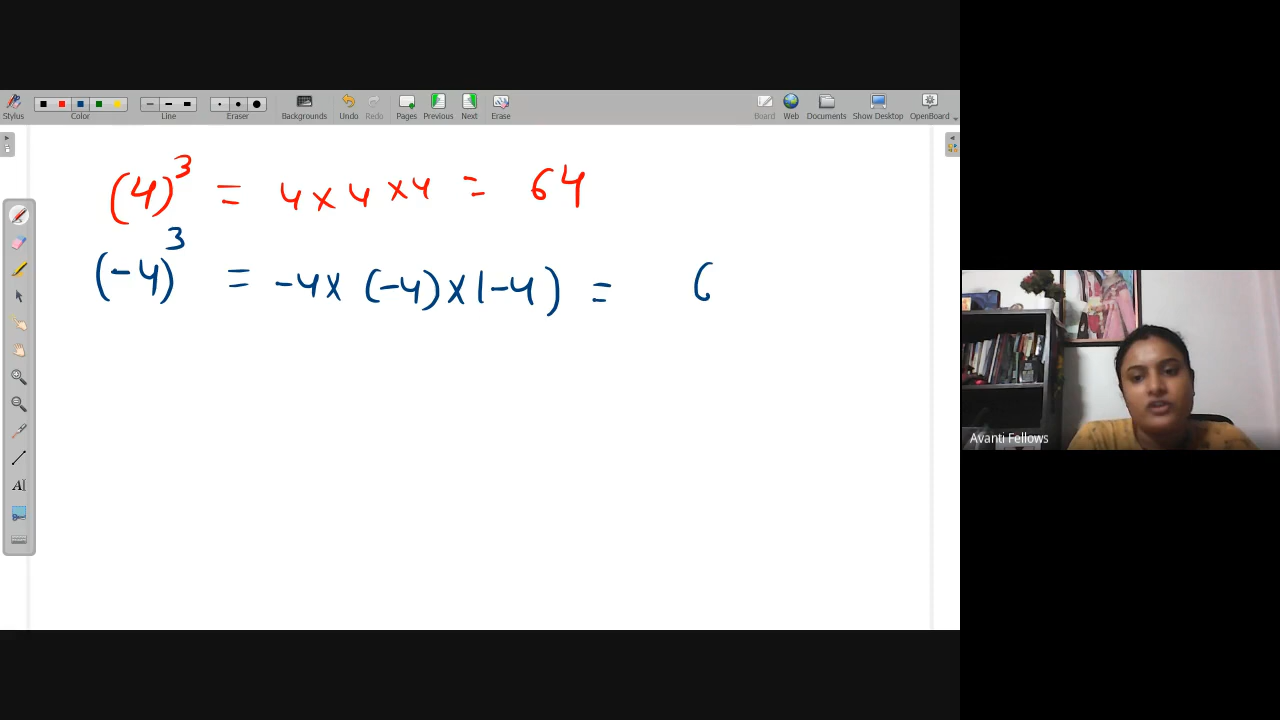 Stylus
Color
Line
Eraser
Backgrounds
Undo
Redo
Pages
Previous
Next
Erase
Board
Web
Documents
Show Desktop
OpenBoard
(4)³ = 4 × 4 × 4 = 64
(-4)³ = -4 × (-4) × (-4) = 6
Avanti Fellows